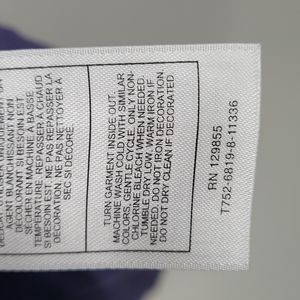 AGENT BLANCHISSANT NON
DÉCOLORANT, SI BESOIN EST
SÉCHER PAR CULBUTAGE À BASSE
TEMPÉRATURE. REPASSER À CHAUD
SI BESOIN EST. NE PAS REPASSER LA
DÉCORATION. NE PAS NETTOYER À
SEC SI DÉCORÉ.
TURN GARMENT INSIDE OUT.
MACHINE WASH COLD WITH SIMILAR
COLORS, GENTLE CYCLE. ONLY NON-
CHLORINE BLEACH WHEN NEEDED.
TUMBLE DRY LOW. WARM IRON IF
NEEDED. DO NOT IRON DECORATION.
DO NOT DRY CLEAN IF DECORATED
RN 129855
T752-6819-8-11336